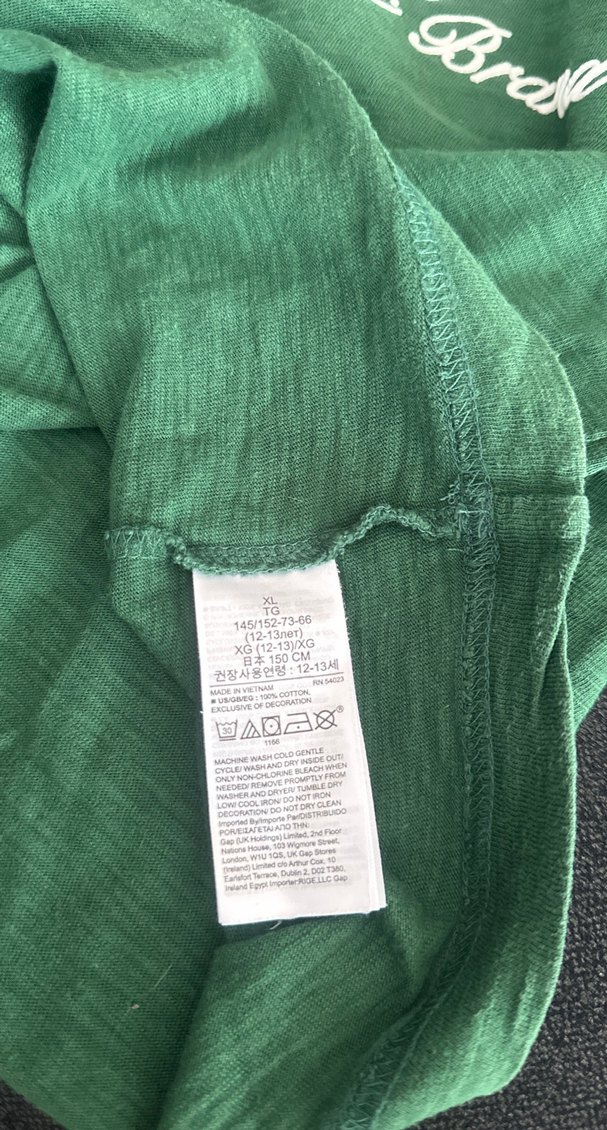 Bra
XL
TG
145/152-73-66
(12-13лет)
XG (12-13)/XG
日本 150 CM
권장사용연령 : 12-13세
MADE IN VIETNAM RN 54023
US/GB/EG : 100% COTTON,
EXCLUSIVE OF DECORATION
30 ®
1166
MACHINE WASH COLD GENTLE
CYCLE/ WASH AND DRY INSIDE OUT/
ONLY NON-CHLORINE BLEACH WHEN
NEEDED/ REMOVE PROMPTLY FROM
WASHER AND DRYER/ TUMBLE DRY
LOW/ COOL IRON/ DO NOT IRON
DECORATION/ DO NOT DRY CLEAN
Imported By/Importe Par/DISTRIBUIDO
POR/ΕΙΣΑΓΕΤΑΙ ΑΠΟ ΤΗΝ:
Gap (UK Holdings) Limited, 2nd Floor
Nations House, 103 Wigmore Street,
London, W1U 1QS, UK Gap Stores
(Ireland) Limited c/o Arthur Cox, 10
Earlsfort Terrace, Dublin 2, D02 T380,
Ireland Egypt Importer:RIGE,LLC Gap